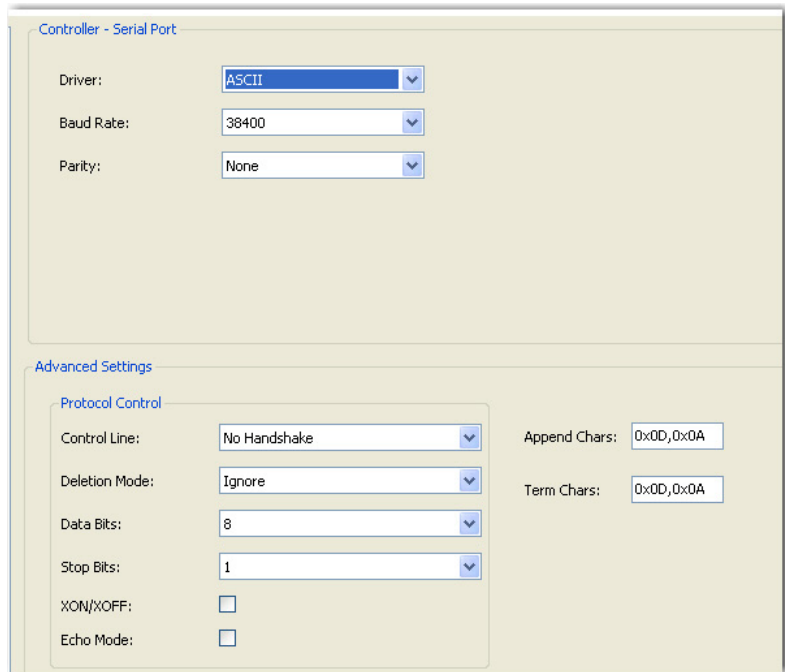 Controller - Serial Port
Driver: ASCII
Baud Rate: 38400
Parity: None
Advanced Settings
Protocol Control
Control Line: No Handshake Append Chars: 0x0D,0x0A
Deletion Mode: Ignore Term Chars: 0x0D,0x0A
Data Bits: 8
Stop Bits: 1
XON/XOFF:
Echo Mode: